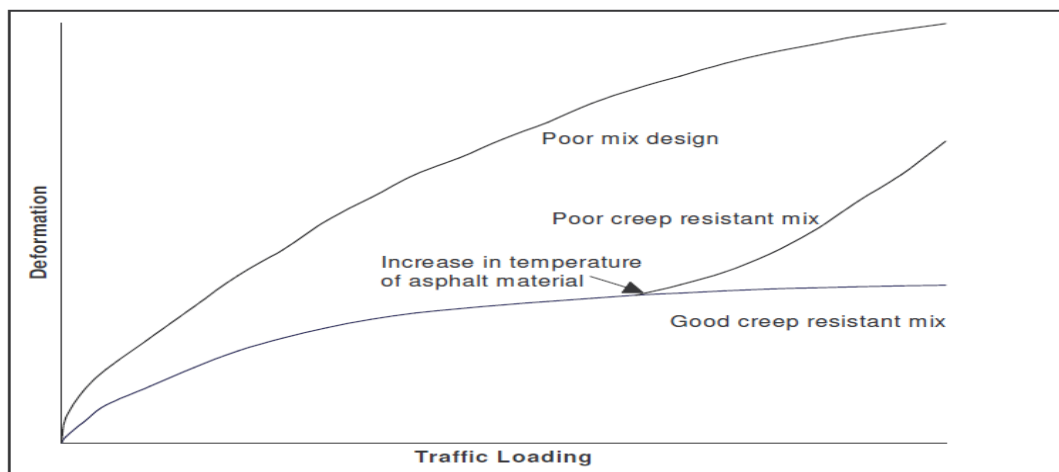 Poor mix design
Poor creep resistant mix
Increase in temperature
of asphalt material
Good creep resistant mix
Deformation
Traffic Loading